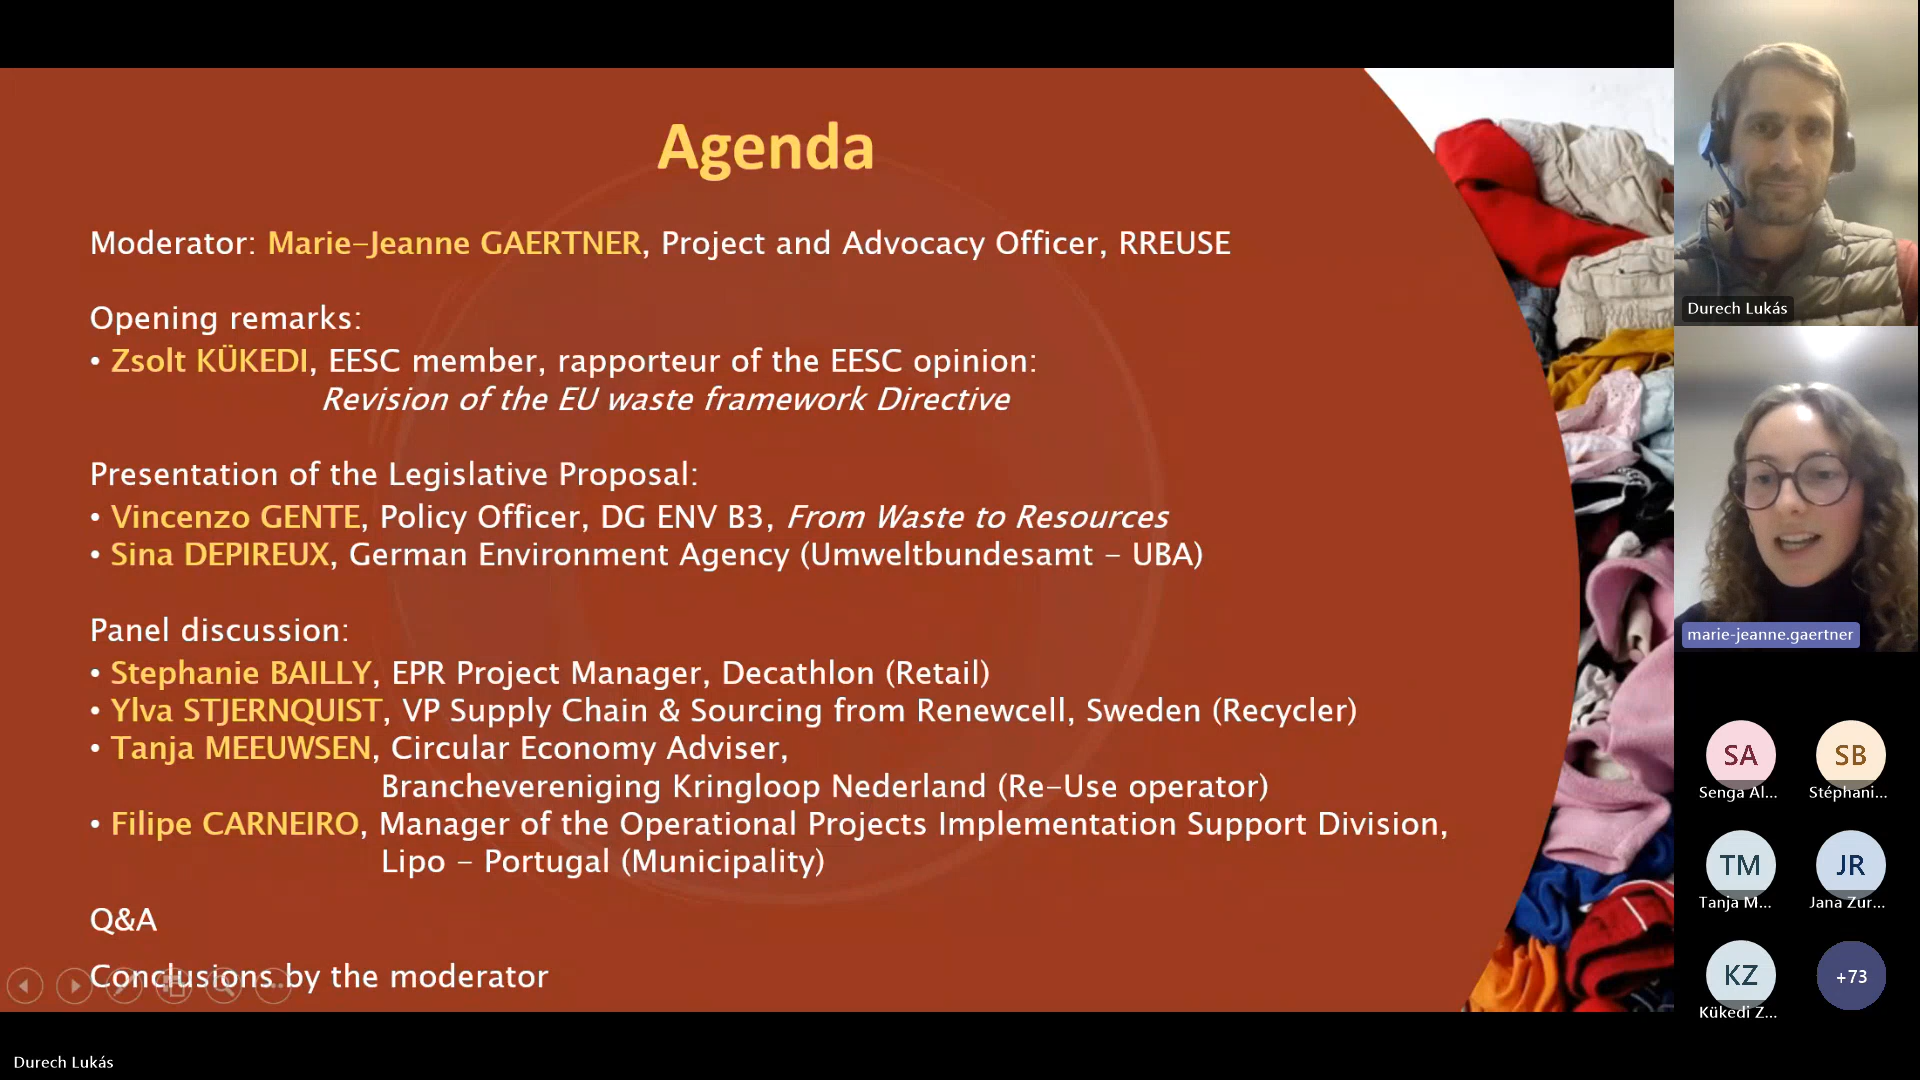 Agenda
Moderator: Marie-Jeanne GAERTNER, Project and Advocacy Officer, RREUSE
Opening remarks:
• Zsolt KÜKEDI, EESC member, rapporteur of the EESC opinion:
Revision of the EU waste framework Directive
Presentation of the Legislative Proposal:
• Vincenzo GENTE, Policy Officer, DG ENV B3, From Waste to Resources
• Sina DEPIREUX, German Environment Agency (Umweltbundesamt - UBA)
Panel discussion:
• Stephanie BAILLY, EPR Project Manager, Decathlon (Retail)
• Ylva STJERNQUIST, VP Supply Chain & Sourcing from Renewcell, Sweden (Recycler)
• Tanja MEEUWSEN, Circular Economy Adviser,
Branchevereniging Kringloop Nederland (Re-Use operator)
• Filipe CARNEIRO, Manager of the Operational Projects Implementation Support Division,
Lipo - Portugal (Municipality)
Q&A
Conclusions by the moderator
Durech Lukás
Durech Lukás
marie-jeanne.gaertner
SA
Senga Al...
SB
Stéphani...
TM
Tanja M...
JR
Jana Zur...
KZ
Kükedi Z...
+73